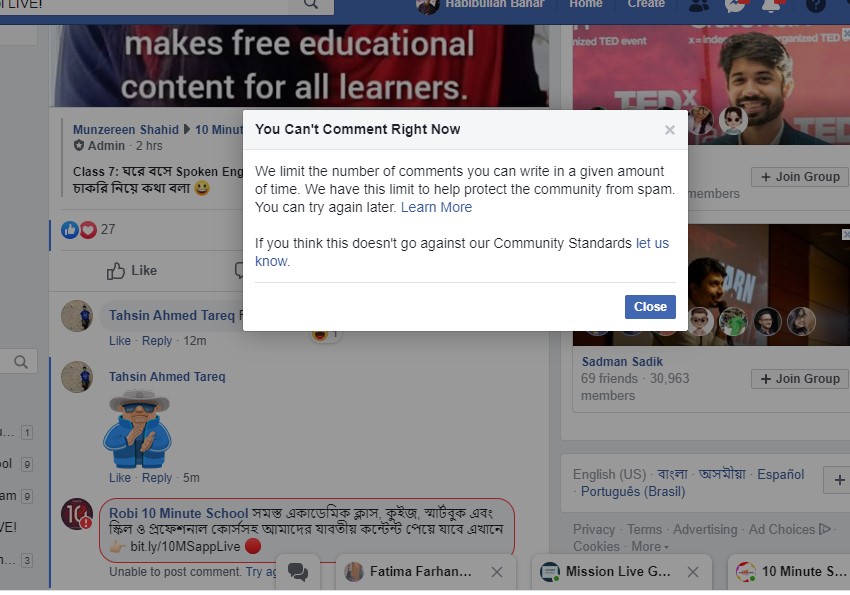 LIVE!
Habibullah Bahar
Home
Create
makes free educational
content for all learners.
nized TED event
TEDx
TED
Munzereen Shahid ▶ 10 Minut
Admin · 2 hrs
Class 7: ঘরে বসে Spoken Eng
চাকরি নিয়ে কথা বলা 😃
27
Like
You Can't Comment Right Now
×
We limit the number of comments you can write in a given amount
of time. We have this limit to help protect the community from spam.
You can try again later. Learn More
If you think this doesn't go against our Community Standards let us
know.
Close
+ Join Group
members
Tahsin Ahmed Tareq F
1
Like · Reply · 12m
Tahsin Ahmed Tareq
Like · Reply · 5m
Sadman Sadik
69 friends · 30,963
members
+ Join Group
u... 1
ool 9
am 9
VE!
n... 3
Robi 10 Minute School সমস্ত একাডেমিক ক্লাস, কুইজ, স্মার্টবুক এবং
স্কিল ও প্রফেশনাল কোর্সসহ আমাদের যাবতীয় কন্টেন্ট পেয়ে যাবে এখানে
👉 bit.ly/10MSappLive 🔴
Unable to post comment. Try ag
English (US) · বাংলা · অসমীয়া · Español
· Português (Brasil)
+
Privacy · Terms · Advertising · Ad Choices ·
Cookies · More
Fatima Farhan... ×
Mission Live G... ×
10 Minute S...